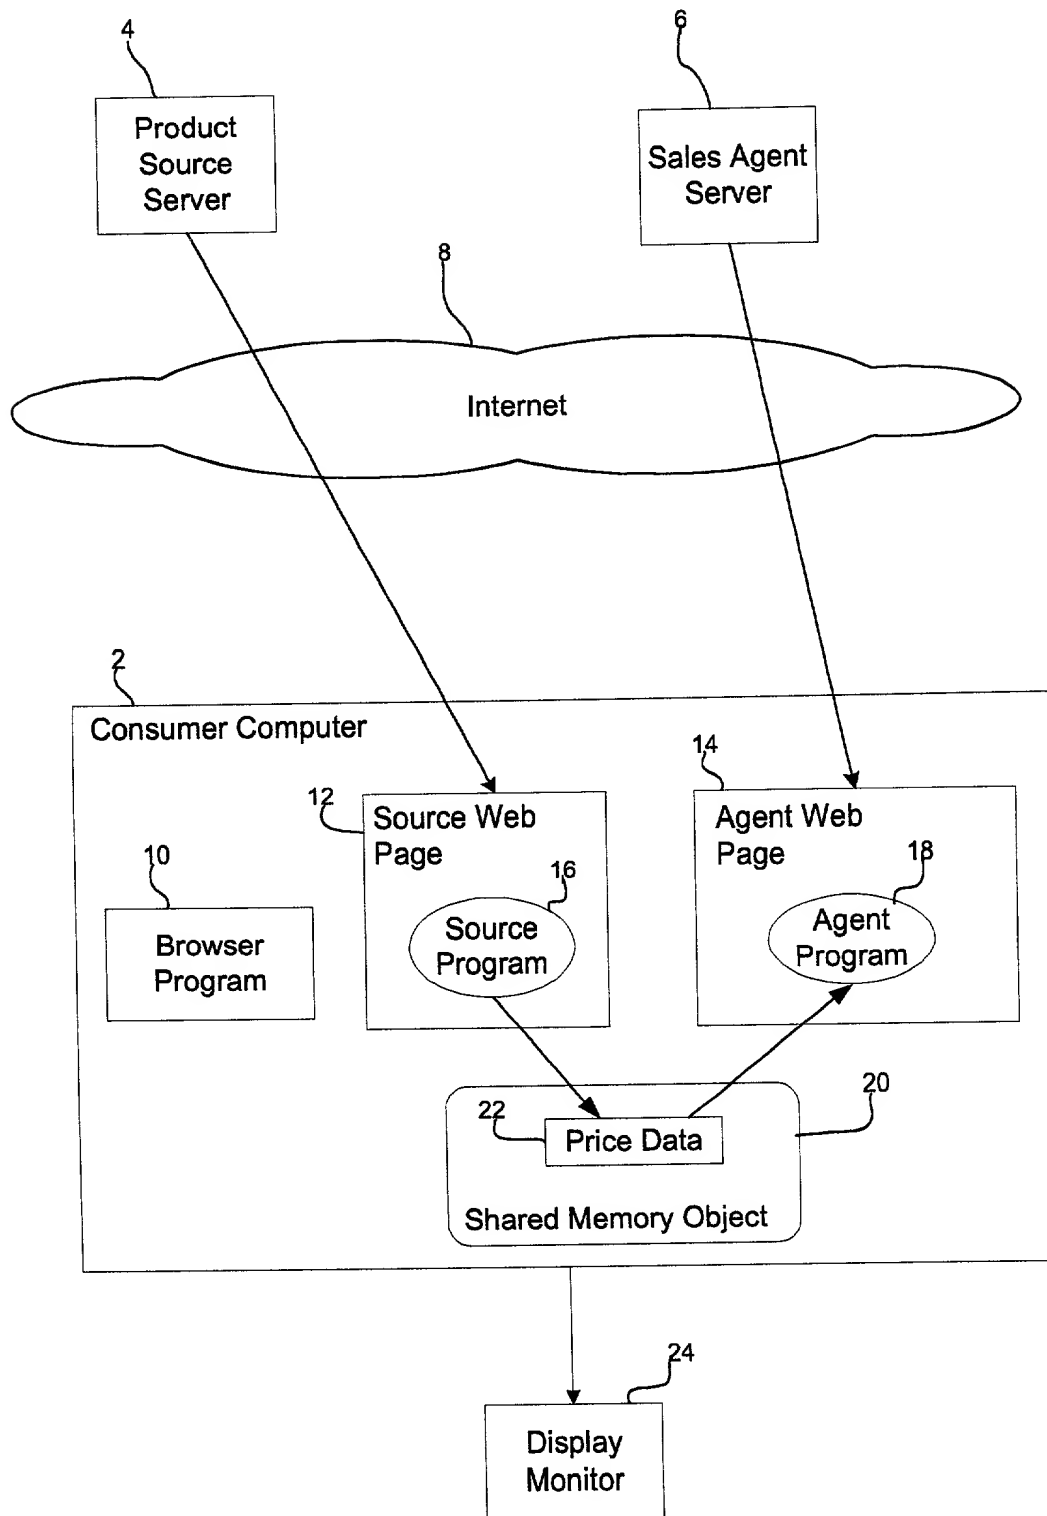 4
6
Product
Source
Server
Sales Agent
Server
8
Internet
2
Consumer Computer
14
12
Source Web
Page
Agent Web
Page
10
16
18
Browser
Program
Source
Program
Agent
Program
20
22
Price Data
Shared Memory Object
24
Display
Monitor